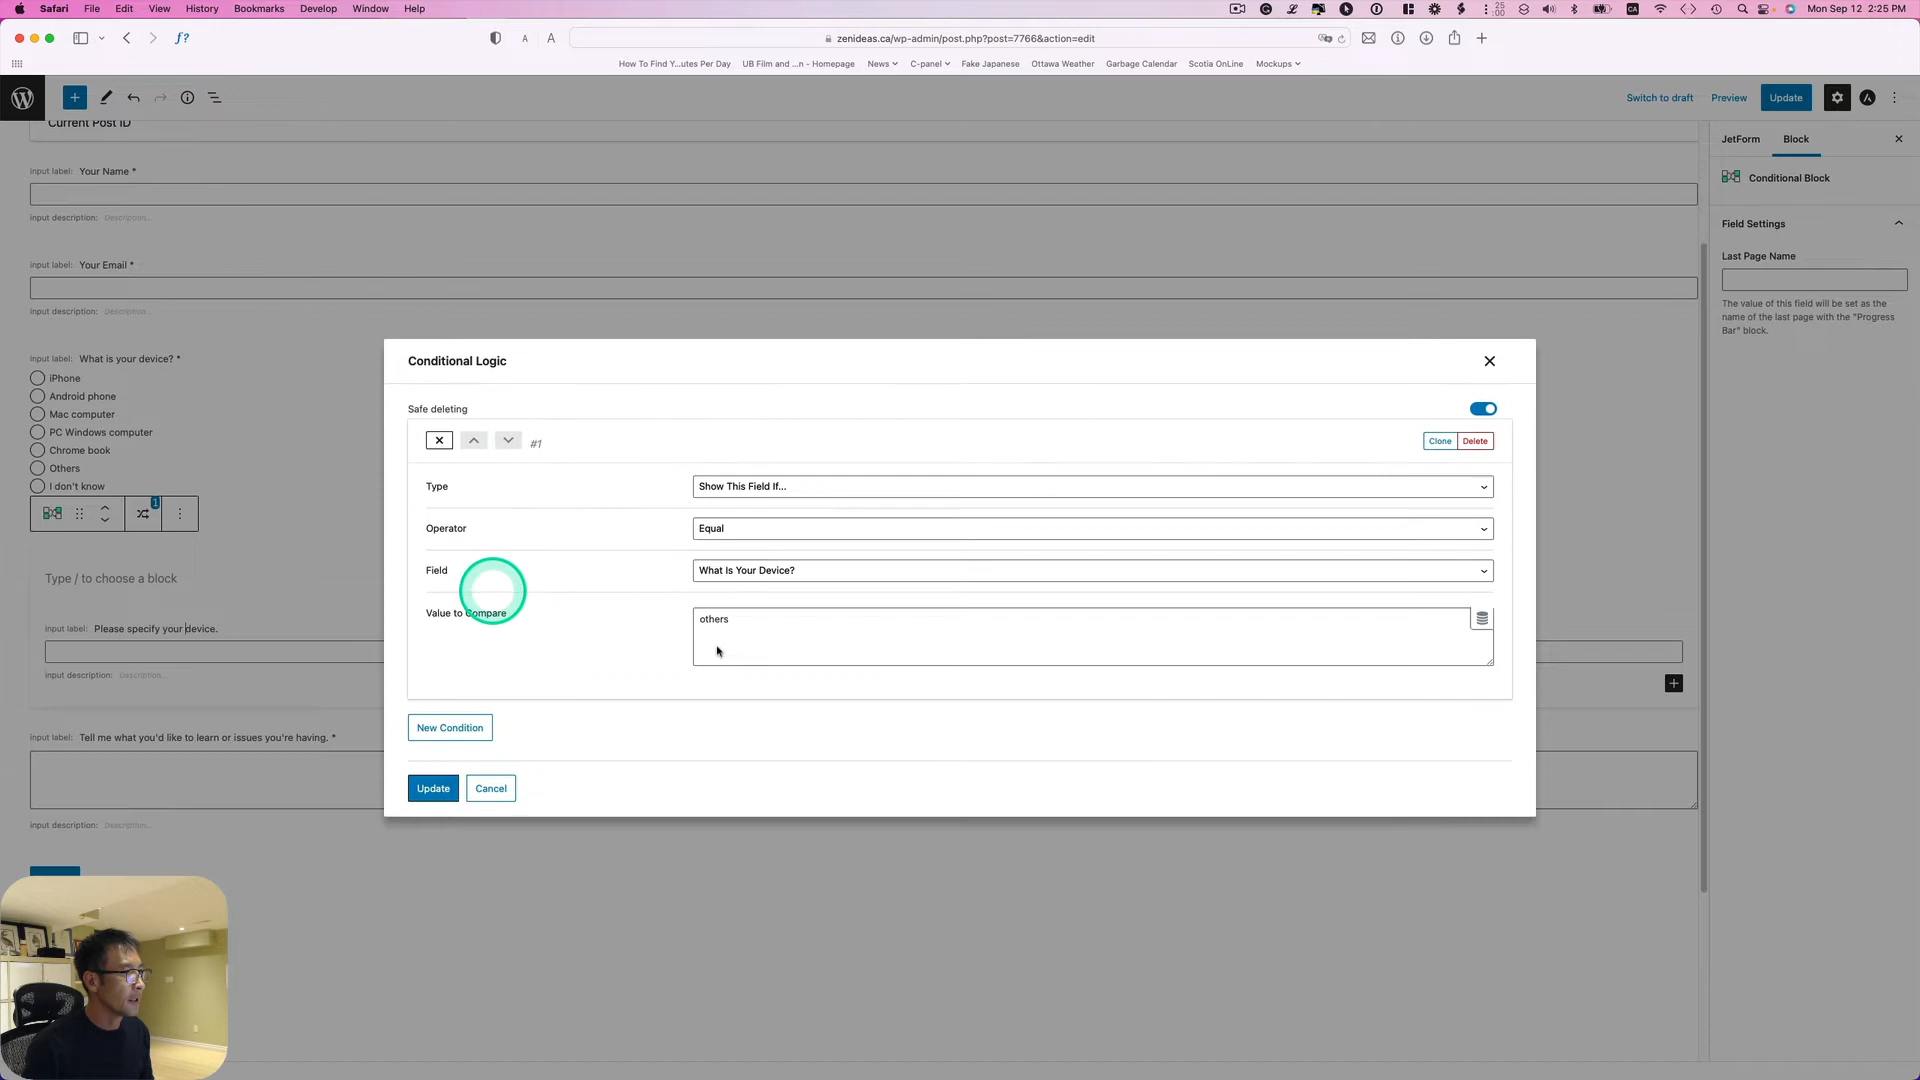 Safari File Edit View History Bookmarks Develop Window Help
25
00
CA
Mon Sep 12 2:25 PM
f?
A A
zenideas.ca/wp-admin/post.php?post=7766&action=edit
How To Find Y...utes Per Day UB Film and ...n - Homepage News C-panel Fake Japanese Ottawa Weather Garbage Calendar Scotia OnLine Mockups
Switch to draft Preview Update
Current Post ID
JetForm Block
input label: Your Name *
Conditional Block
input description: Description...
Field Settings
Last Page Name
input label: Your Email *
The value of this field will be set as the
name of the last page with the "Progress
Bar" block.
input description: Description...
input label: What is your device? *
iPhone
Android phone
Mac computer
PC Windows computer
Chrome book
Others
I don't know
1
Type / to choose a block
input label: Please specify your device.
input description: Description...
input label: Tell me what you'd like to learn or issues you're having. *
input description: Description...
Conditional Logic
Safe deleting
#1
Clone Delete
Type Show This Field If...
Operator Equal
Field What Is Your Device?
Value to Compare others
New Condition
Update Cancel